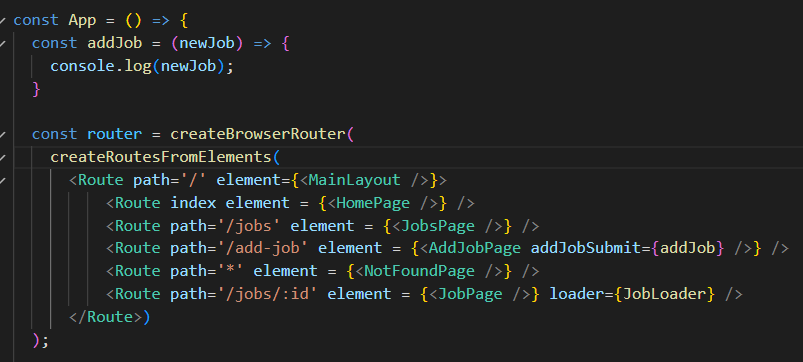 const App = () => {
  const addJob = (newJob) => {
    console.log(newJob);
  }

  const router = createBrowserRouter(
    createRoutesFromElements(
      <Route path='/' element={<MainLayout />}>
          <Route index element = {<HomePage />} />
          <Route path='/jobs' element = {<JobsPage />} />
          <Route path='/add-job' element = {<AddJobPage addJobSubmit={addJob} />} />
          <Route path='*' element = {<NotFoundPage />} />
          <Route path='/jobs/:id' element = {<JobPage />} loader={JobLoader} />
      </Route>)
  );